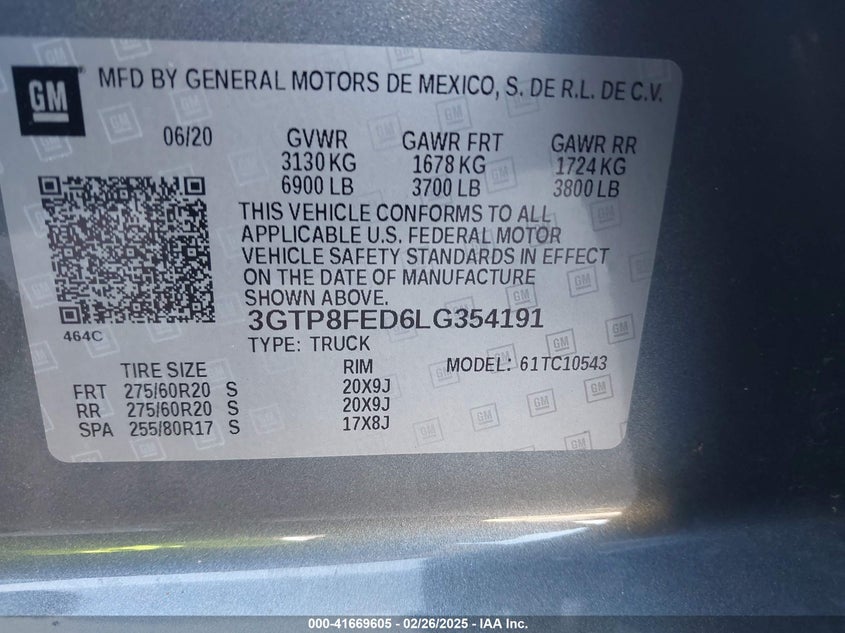 GM
MFD BY GENERAL MOTORS DE MEXICO, S. DE R.L. DE C.V.
06/20 GVWR GAWR FRT GAWR RR
3130 KG 1678 KG 1724 KG
6900 LB 3700 LB 3800 LB
THIS VEHICLE CONFORMS TO ALL
APPLICABLE U.S. FEDERAL MOTOR
VEHICLE SAFETY STANDARDS IN EFFECT
ON THE DATE OF MANUFACTURE
SHOWN ABOVE.
464C
3GTP8FED6LG354191
TYPE: TRUCK
TIRE SIZE RIM MODEL: 61TC10543
FRT 275/60R20 S 20X9J
RR 275/60R20 S 20X9J
SPA 255/80R17 S 17X8J
000-41669605 - 02/26/2025 - IAA Inc.